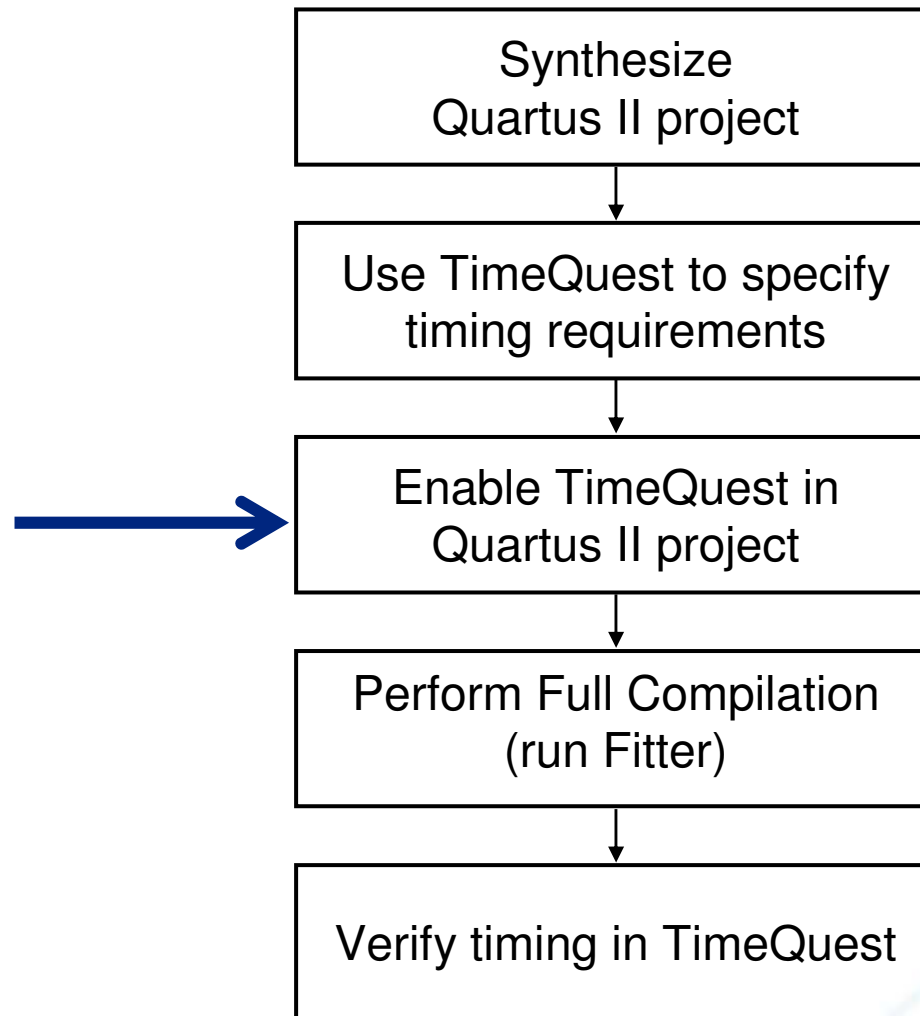 Synthesize
Quartus II project
Use TimeQuest to specify
timing requirements
Enable TimeQuest in
Quartus II project
Perform Full Compilation
(run Fitter)
Verify timing in TimeQuest